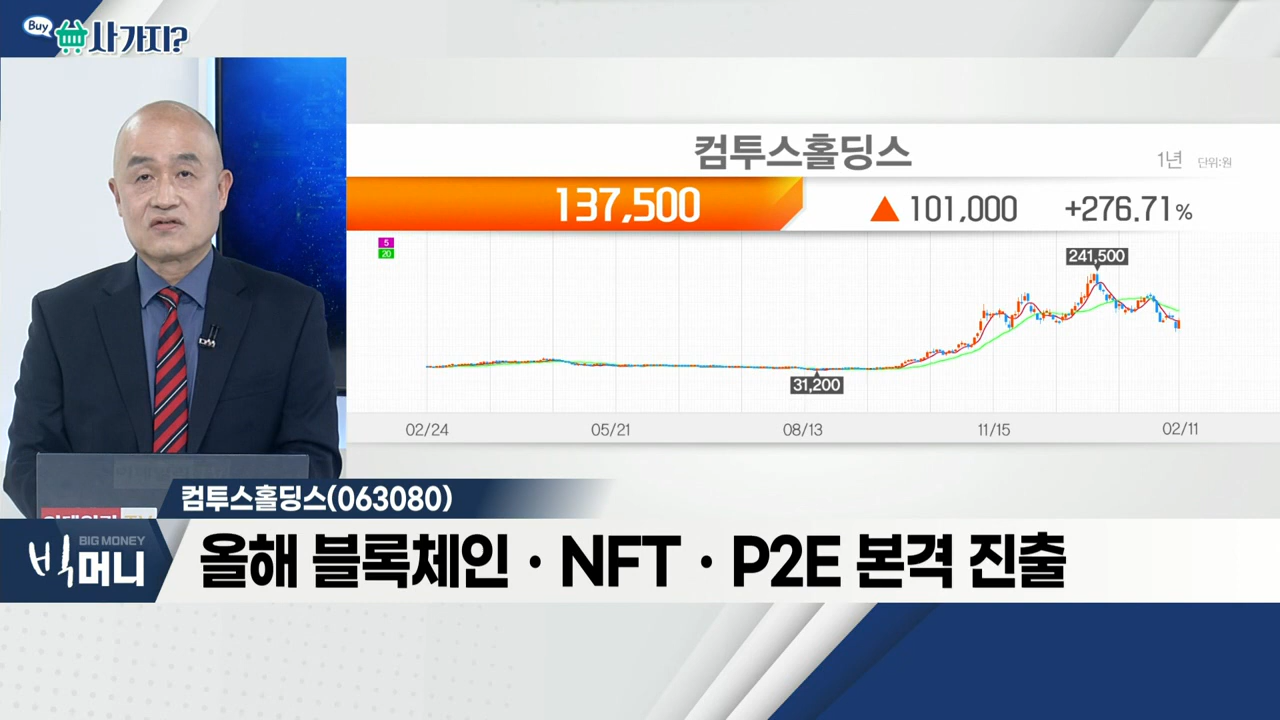 Buy 사가지?
컴투스홀딩스
1년 단위:원
137,500 ▲ 101,000 +276.71%
5
20
241,500
31,200
02/24 05/21 08/13 11/15 02/11
컴투스홀딩스(063080)
BIG MONEY
빅머니
올해 블록체인 · NFT · P2E 본격 진출